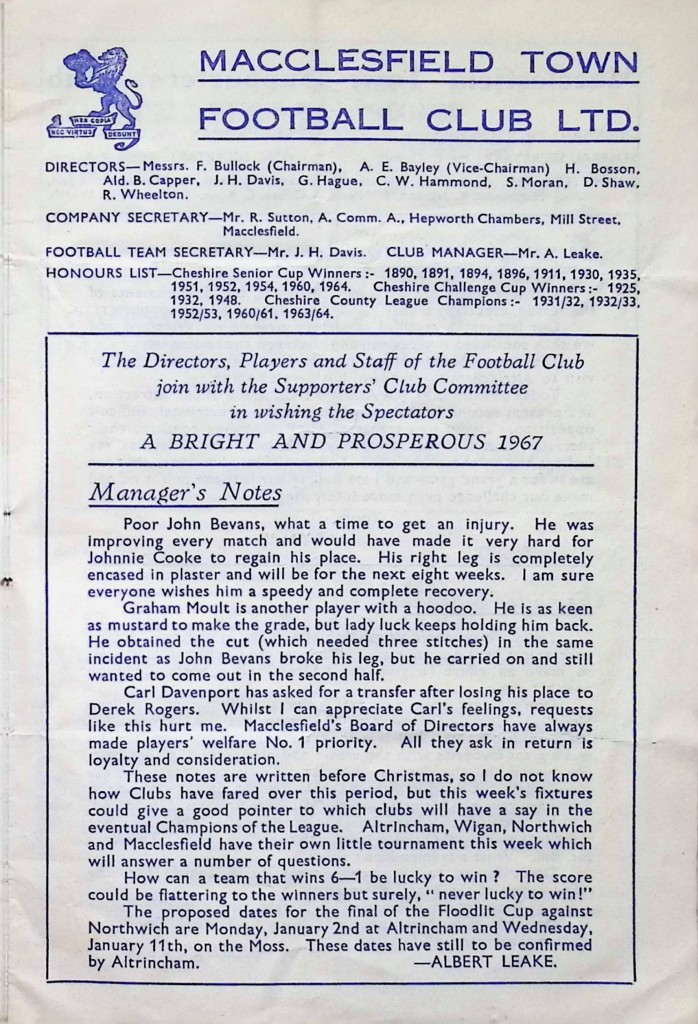 MACCLESFIELD TOWN
FOOTBALL CLUB LTD.
NEC COPIA
NEC VIRTUS DESUNT
DIRECTORS—Messrs. F. Bullock (Chairman), A. E. Bayley (Vice-Chairman) H. Bosson,
Ald. B. Capper, J. H. Davis, G. Hague, C. W. Hammond, S. Moran, D. Shaw,
R. Wheelton.
COMPANY SECRETARY—Mr. R. Sutton, A. Comm. A., Hepworth Chambers, Mill Street,
Macclesfield.
FOOTBALL TEAM SECRETARY—Mr. J. H. Davis. CLUB MANAGER—Mr. A. Leake.
HONOURS LIST—Cheshire Senior Cup Winners :- 1890, 1891, 1894, 1896, 1911, 1930, 1935,
1951, 1952, 1954, 1960, 1964. Cheshire Challenge Cup Winners :- 1925,
1932, 1948. Cheshire County League Champions :- 1931/32, 1932/33,
1952/53, 1960/61, 1963/64.
The Directors, Players and Staff of the Football Club
join with the Supporters' Club Committee
in wishing the Spectators
A BRIGHT AND PROSPEROUS 1967
Manager's Notes
Poor John Bevans, what a time to get an injury. He was
improving every match and would have made it very hard for
Johnnie Cooke to regain his place. His right leg is completely
encased in plaster and will be for the next eight weeks. I am sure
everyone wishes him a speedy and complete recovery.
Graham Moult is another player with a hoodoo. He is as keen
as mustard to make the grade, but lady luck keeps holding him back.
He obtained the cut (which needed three stitches) in the same
incident as John Bevans broke his leg, but he carried on and still
wanted to come out in the second half.
Carl Davenport has asked for a transfer after losing his place to
Derek Rogers. Whilst I can appreciate Carl's feelings, requests
like this hurt me. Macclesfield's Board of Directors have always
made players' welfare No. 1 priority. All they ask in return is
loyalty and consideration.
These notes are written before Christmas, so I do not know
how Clubs have fared over this period, but this week's fixtures
could give a good pointer to which clubs will have a say in the
eventual Champions of the League. Altrincham, Wigan, Northwich
and Macclesfield have their own little tournament this week which
will answer a number of questions.
How can a team that wins 6—1 be lucky to win ? The score
could be flattering to the winners but surely, " never lucky to win!"
The proposed dates for the final of the Floodlit Cup against
Northwich are Monday, January 2nd at Altrincham and Wednesday,
January 11th, on the Moss. These dates have still to be confirmed
by Altrincham. —ALBERT LEAKE.